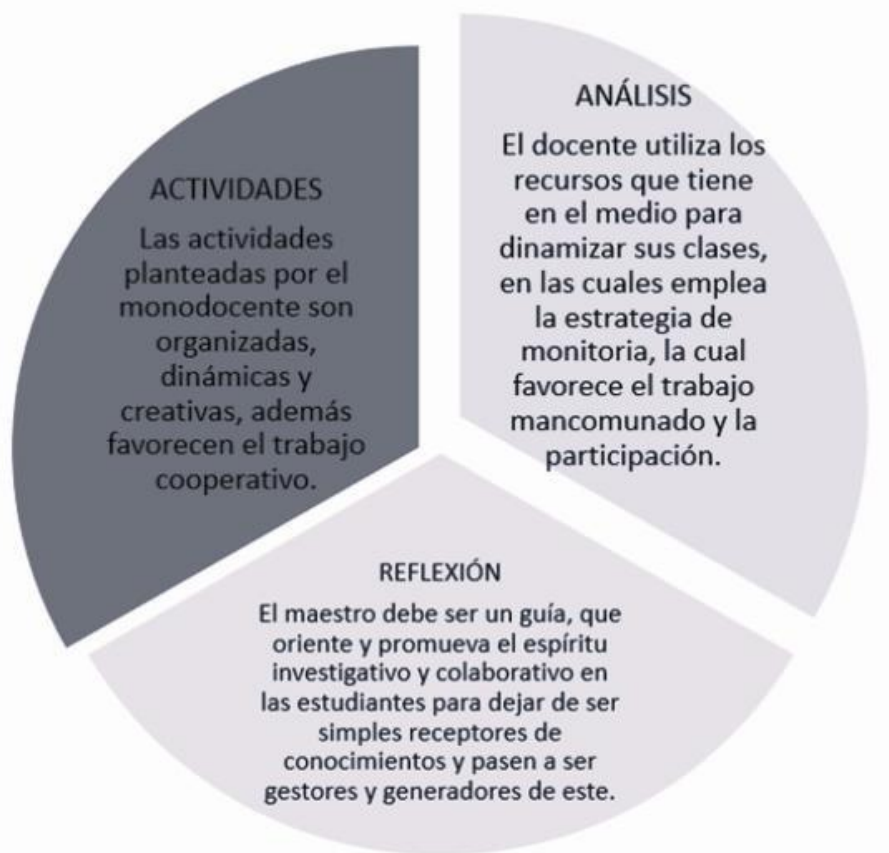 ACTIVIDADES
Las actividades
planteadas por el
monodocente son
organizadas,
dinámicas y
creativas, además
favorecen el trabajo
cooperativo.
ANÁLISIS
El docente utiliza los
recursos que tiene
en el medio para
dinamizar sus clases,
en las cuales emplea
la estrategia de
monitoria, la cual
favorece el trabajo
mancomunado y la
participación.
REFLEXIÓN
El maestro debe ser un guía, que
oriente y promueva el espíritu
investigativo y colaborativo en
las estudiantes para dejar de ser
simples receptores de
conocimientos y pasen a ser
gestores y generadores de este.